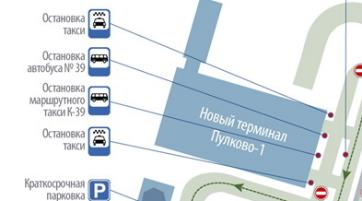 Остановка
такси
Остановка
автобуса № 39
Остановка
маршрутного
такси К-39
Остановка
такси
Краткосрочная
парковка
P
Новый терминал
Пулково-1